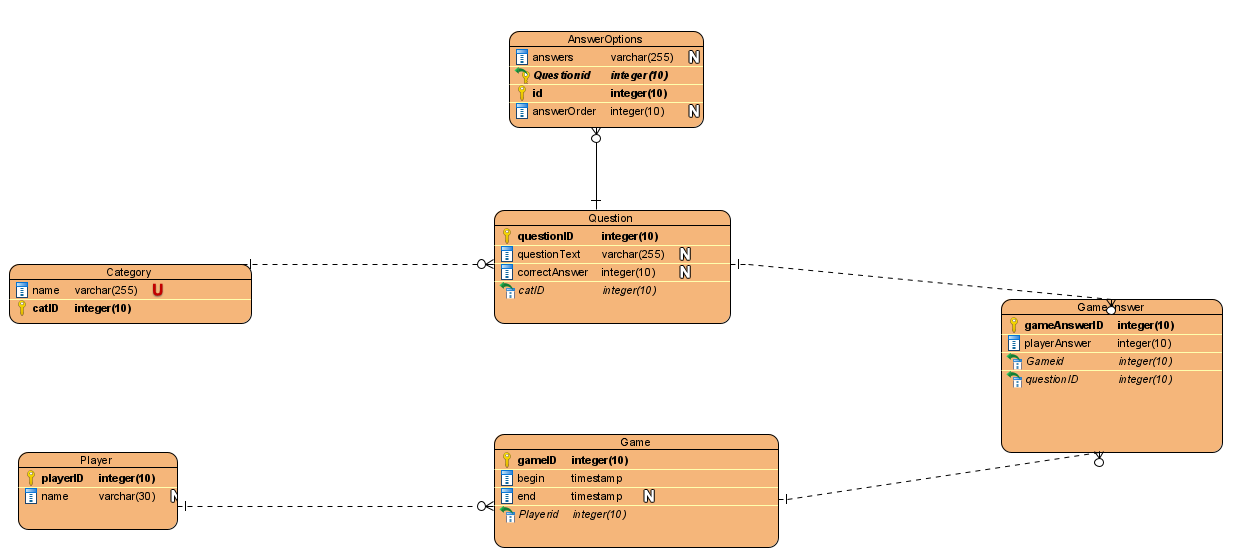 AnswerOptions
answers varchar(255) N
Questionid integer(10)
id integer(10)
answerOrder integer(10) N
Question
questionID integer(10)
questionText varchar(255) N
correctAnswer integer(10) N
catID integer(10)
Category
name varchar(255) U
catID integer(10)
gameAnswerID integer(10)
playerAnswer integer(10)
Gameid integer(10)
questionID integer(10)
Game
gameID integer(10)
begin timestamp
end timestamp N
Playerid integer(10)
Player
playerID integer(10)
name varchar(30) N